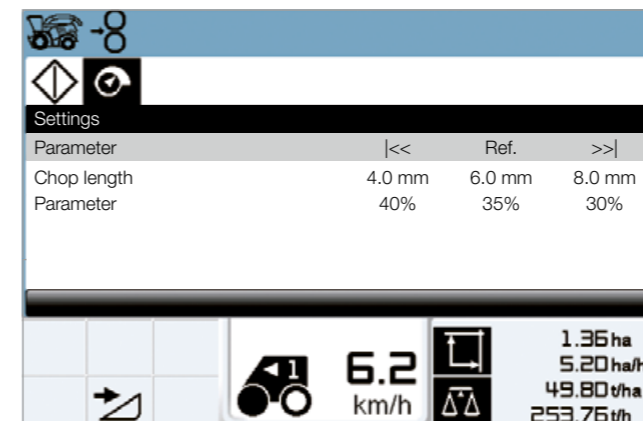 Settings
Parameter |<< Ref. >>|
Chop length 4.0 mm 6.0 mm 8.0 mm
Parameter 40% 35% 30%
1
6.2
km/h
1.36 ha
5.20 ha/h
49.80 t/ha
253.76 t/h